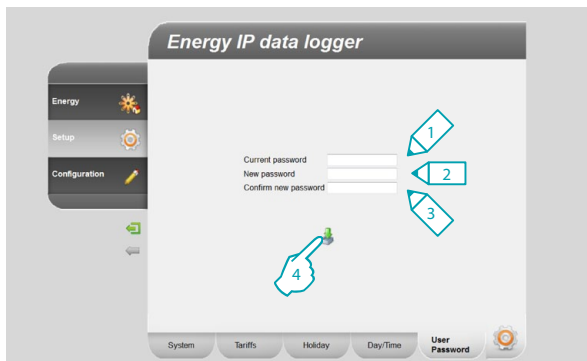 Energy IP data logger
Energy
Setup
Configuration
Current password
1
New password
2
Confirm new password
3
4
System
Tariffs
Holiday
Day/Time
User
Password